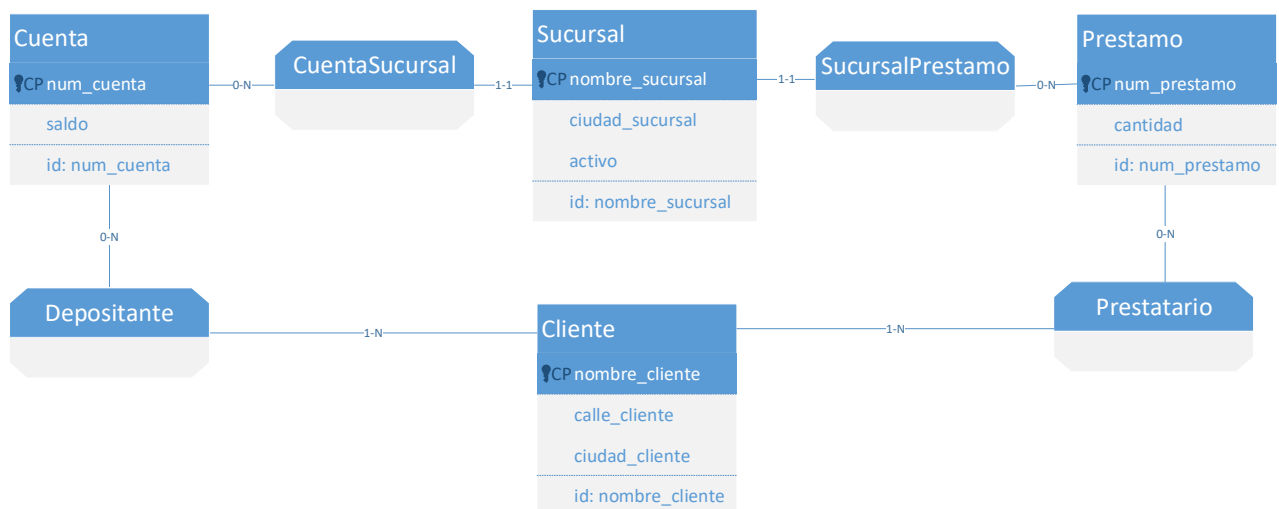 Cuenta
CP num_cuenta
saldo
id: num_cuenta
0-N
CuentaSucursal
1-1
Sucursal
CP nombre_sucursal
ciudad_sucursal
activo
id: nombre_sucursal
1-1
SucursalPrestamo
0-N
Prestamo
CP num_prestamo
cantidad
id: num_prestamo
0-N
0-N
Depositante
1-N
Cliente
CP nombre_cliente
calle_cliente
ciudad_cliente
id: nombre_cliente
1-N
Prestatario